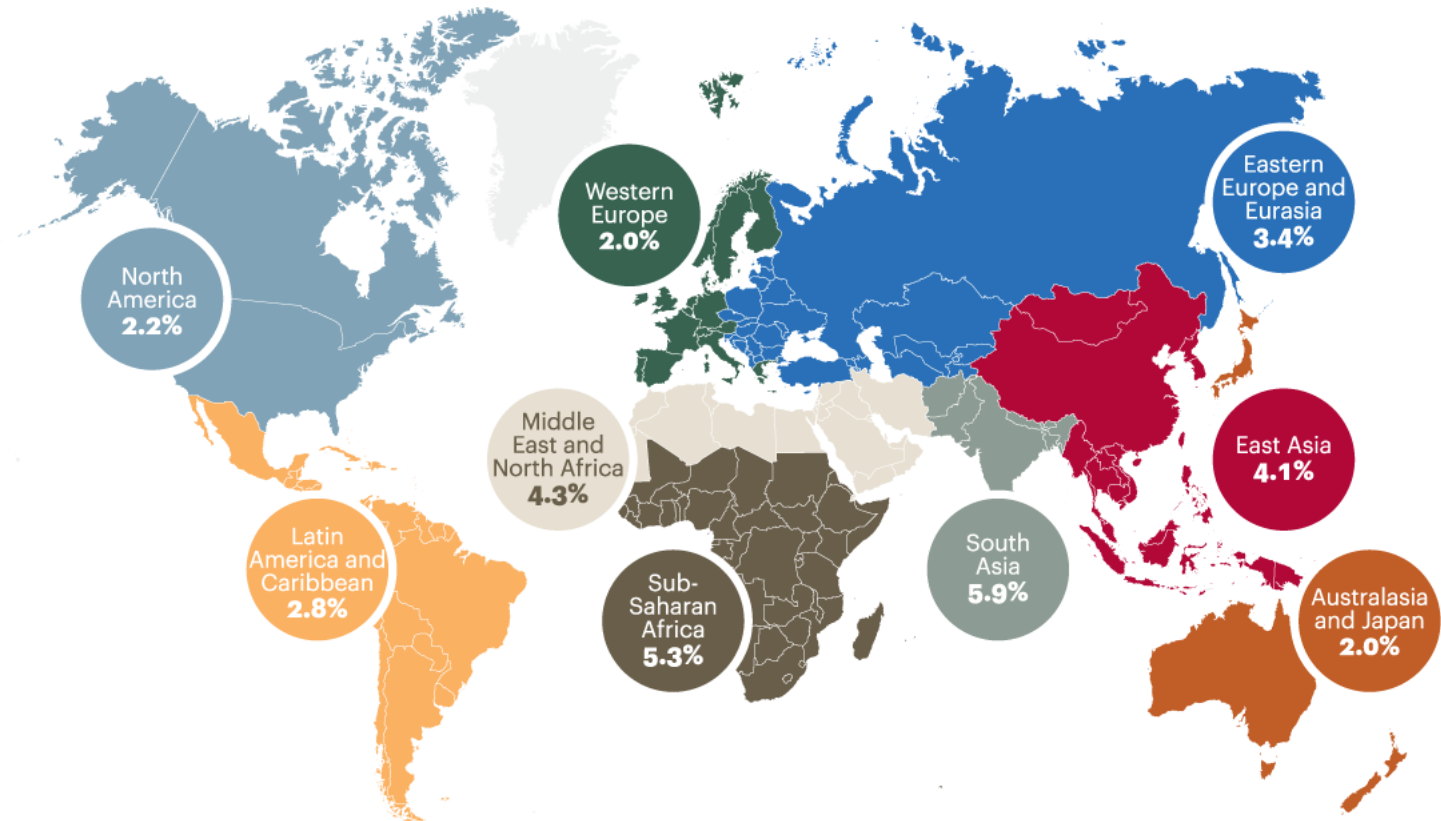 Western
Europe
2.0%
Eastern
Europe and
Eurasia
3.4%
North
America
2.2%
Middle
East and
North Africa
4.3%
East Asia
4.1%
Latin
America and
Caribbean
2.8%
South
Asia
5.9%
Sub-
Saharan
Africa
5.3%
Australasia
and Japan
2.0%